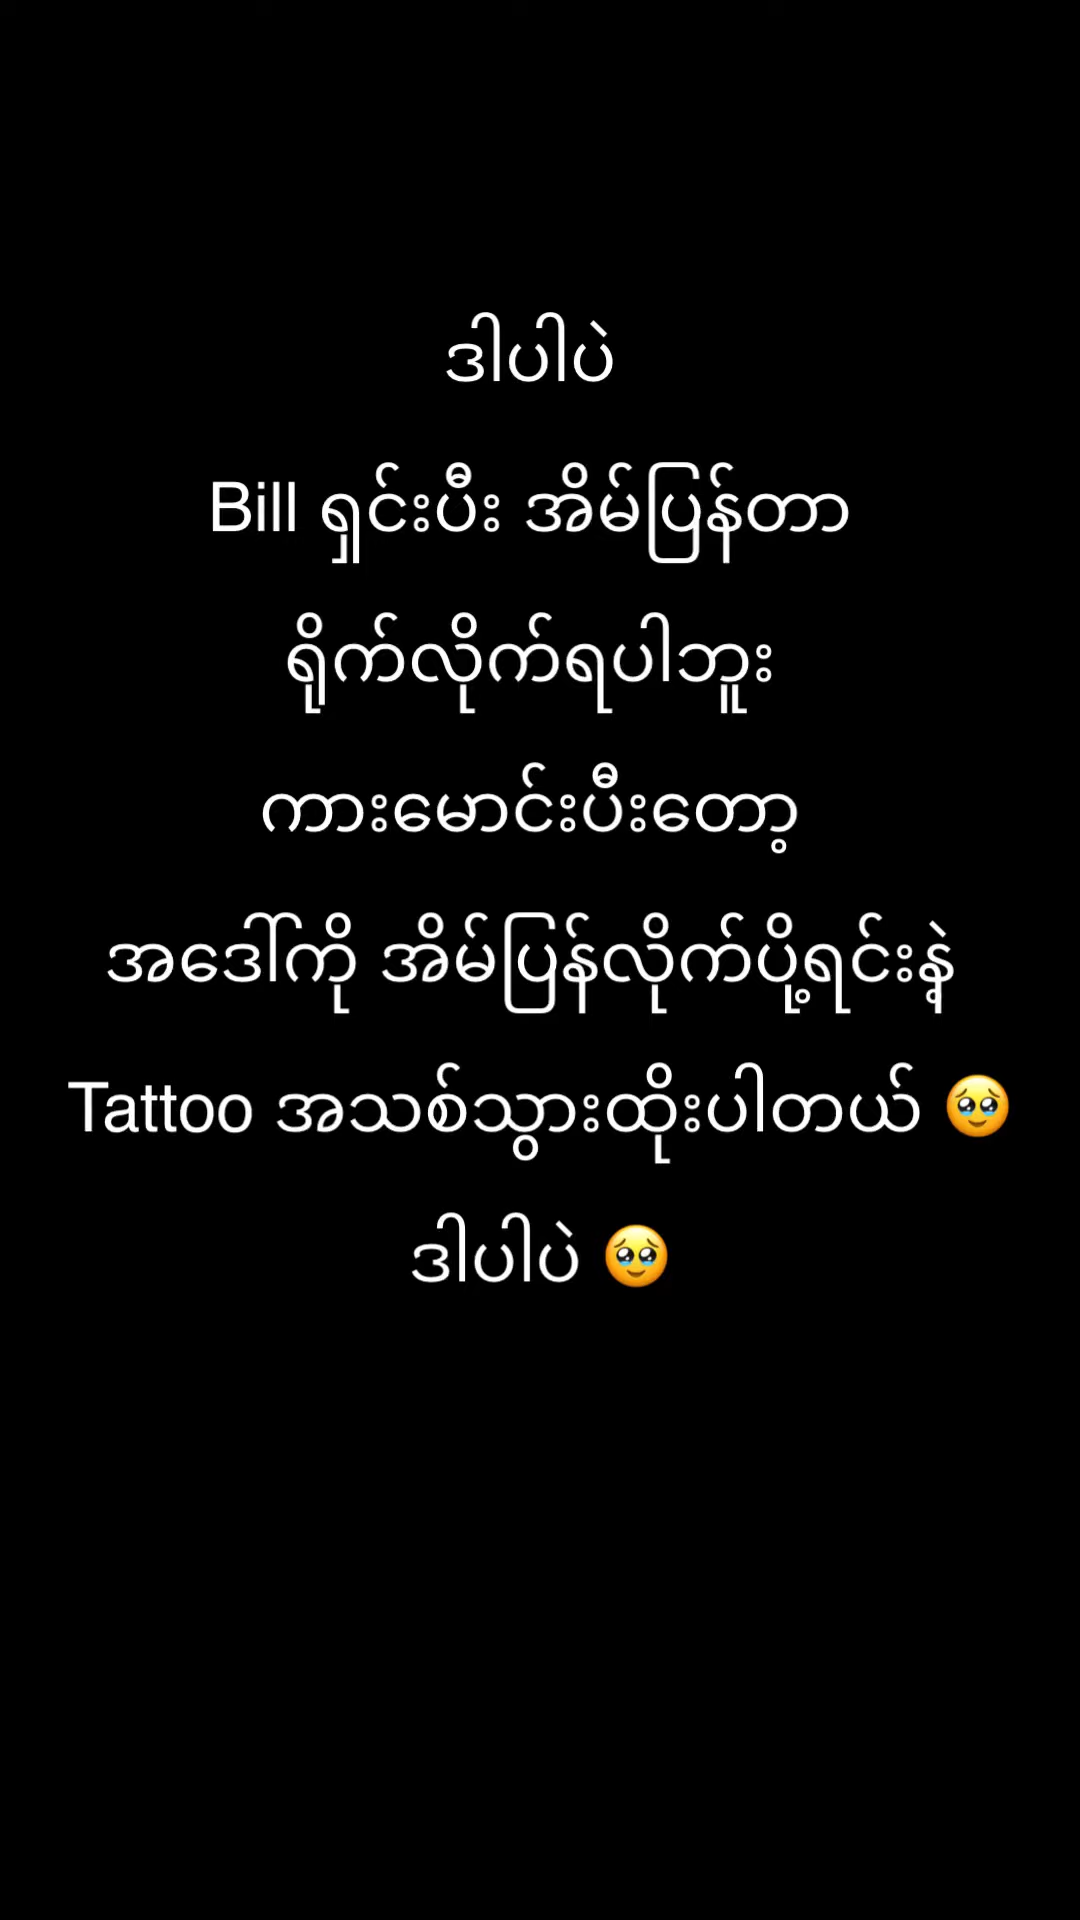 ဒါပါပဲ
Bill ရှင်းပီး အိမ်ပြန်တာ
ရိုက်လိုက်ရပါဘူး
ကားမောင်းပီးတော့
အဒေါ်ကို အိမ်ပြန်လိုက်ပို့ရင်းနဲ့
Tattoo အသစ်သွားထိုးပါတယ် 🥹
ဒါပါပဲ 🥹